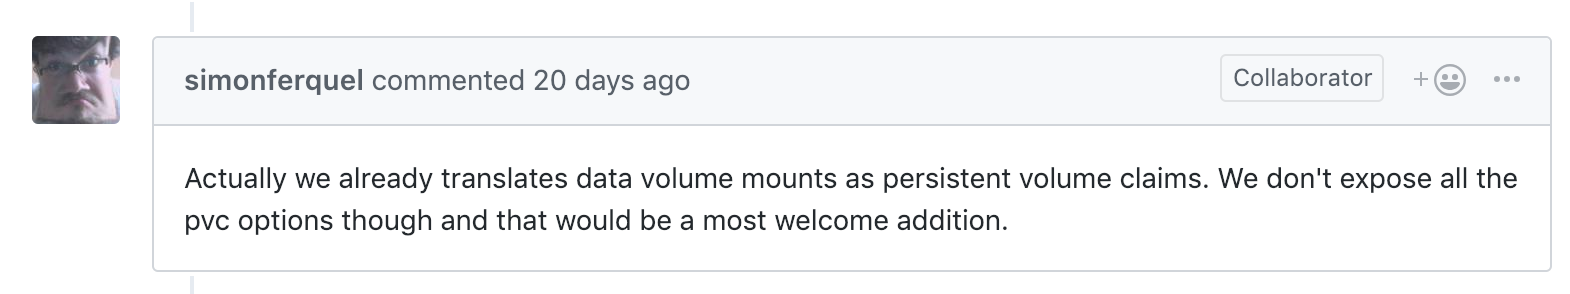 simonferquel commented 20 days ago Collaborator
Actually we already translates data volume mounts as persistent volume claims. We don't expose all the
pvc options though and that would be a most welcome addition.